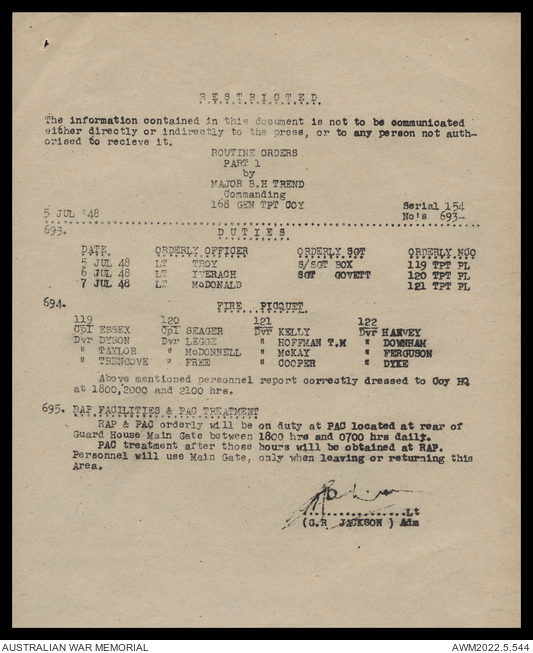 R E S T R I C T E D
The information contained in this document is not to be communicated
either directly or indirectly to the press, or to any person not auth-
orised to recieve it.
ROUTINE ORDERS
PART 1
by
MAJOR B.H TREND
Commanding
168 GEN TPT COY
Serial 154
5 JUL '48
No's 693-
693. D U T I E S
DATE ORDERLY OFFICER ORDERLY SGT ORDERLY NCO
5 JUL 48 LT TROY S/SGT BOX 119 TPT PL
6 JUL 48 LT IVERACH SGT GOVETT 120 TPT PL
7 JUL 48 LT McDONALD 121 TPT PL
694. FIRE PICQUET
119 120 121 122
Cpl ESSEX Cpl SEAGER Dvr KELLY Dvr HARVEY
Dvr DYSON Dvr LEGGE " HOFFMAN T.M " DOWNHAM
" TAYLOR " McDONNELL " McKAY " FERGUSON
" TRENGOVE " FREE " COOPER " DYKE
Above mentioned personnel report correctly dressed to Coy HQ
at 1800,2000 and 2100 hrs.
695. RAP FACILITIES & PAC TREATMENT
RAP & PAC orderly will be on duty at PAC located at rear of
Guard House Main Gate between 1800 hrs and 0700 hrs daily.
PAC treatment after those hours will be obtained at RAP.
Personnel will use Main Gate, only when leaving or returning this
Area.
Lt
(G.R JACKSON ) Adm
AUSTRALIAN WAR MEMORIAL
AWM2022.5.544